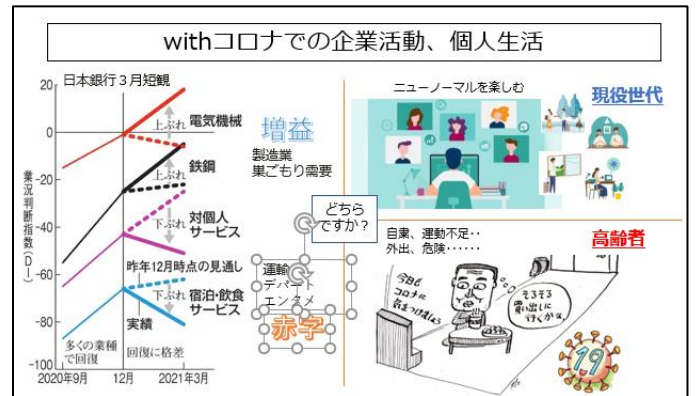 withコロナでの企業活動、個人生活
日本銀行３月短観
20
0
-20
-40
-60
-80
-100
業況判断指数(DI)
上ぶれ
電気機械
上ぶれ
鉄鋼
下ぶれ
対個人
サービス
昨年12月時点の見通し
下ぶれ
宿泊・飲食
サービス
実績
多くの業種
で回復
回復に格差
2020年9月
12月
2021年3月
増益
製造業
巣ごもり需要
どちら
ですか？
運輸
デパート
エンタメ
赤字
ニューノーマルを楽しむ
現役世代
自粛、運動不足‥
外出、危険……
高齢者
今日も
コロナに
気をつけましょう
そろそろ
買い出しに
行くかな
19